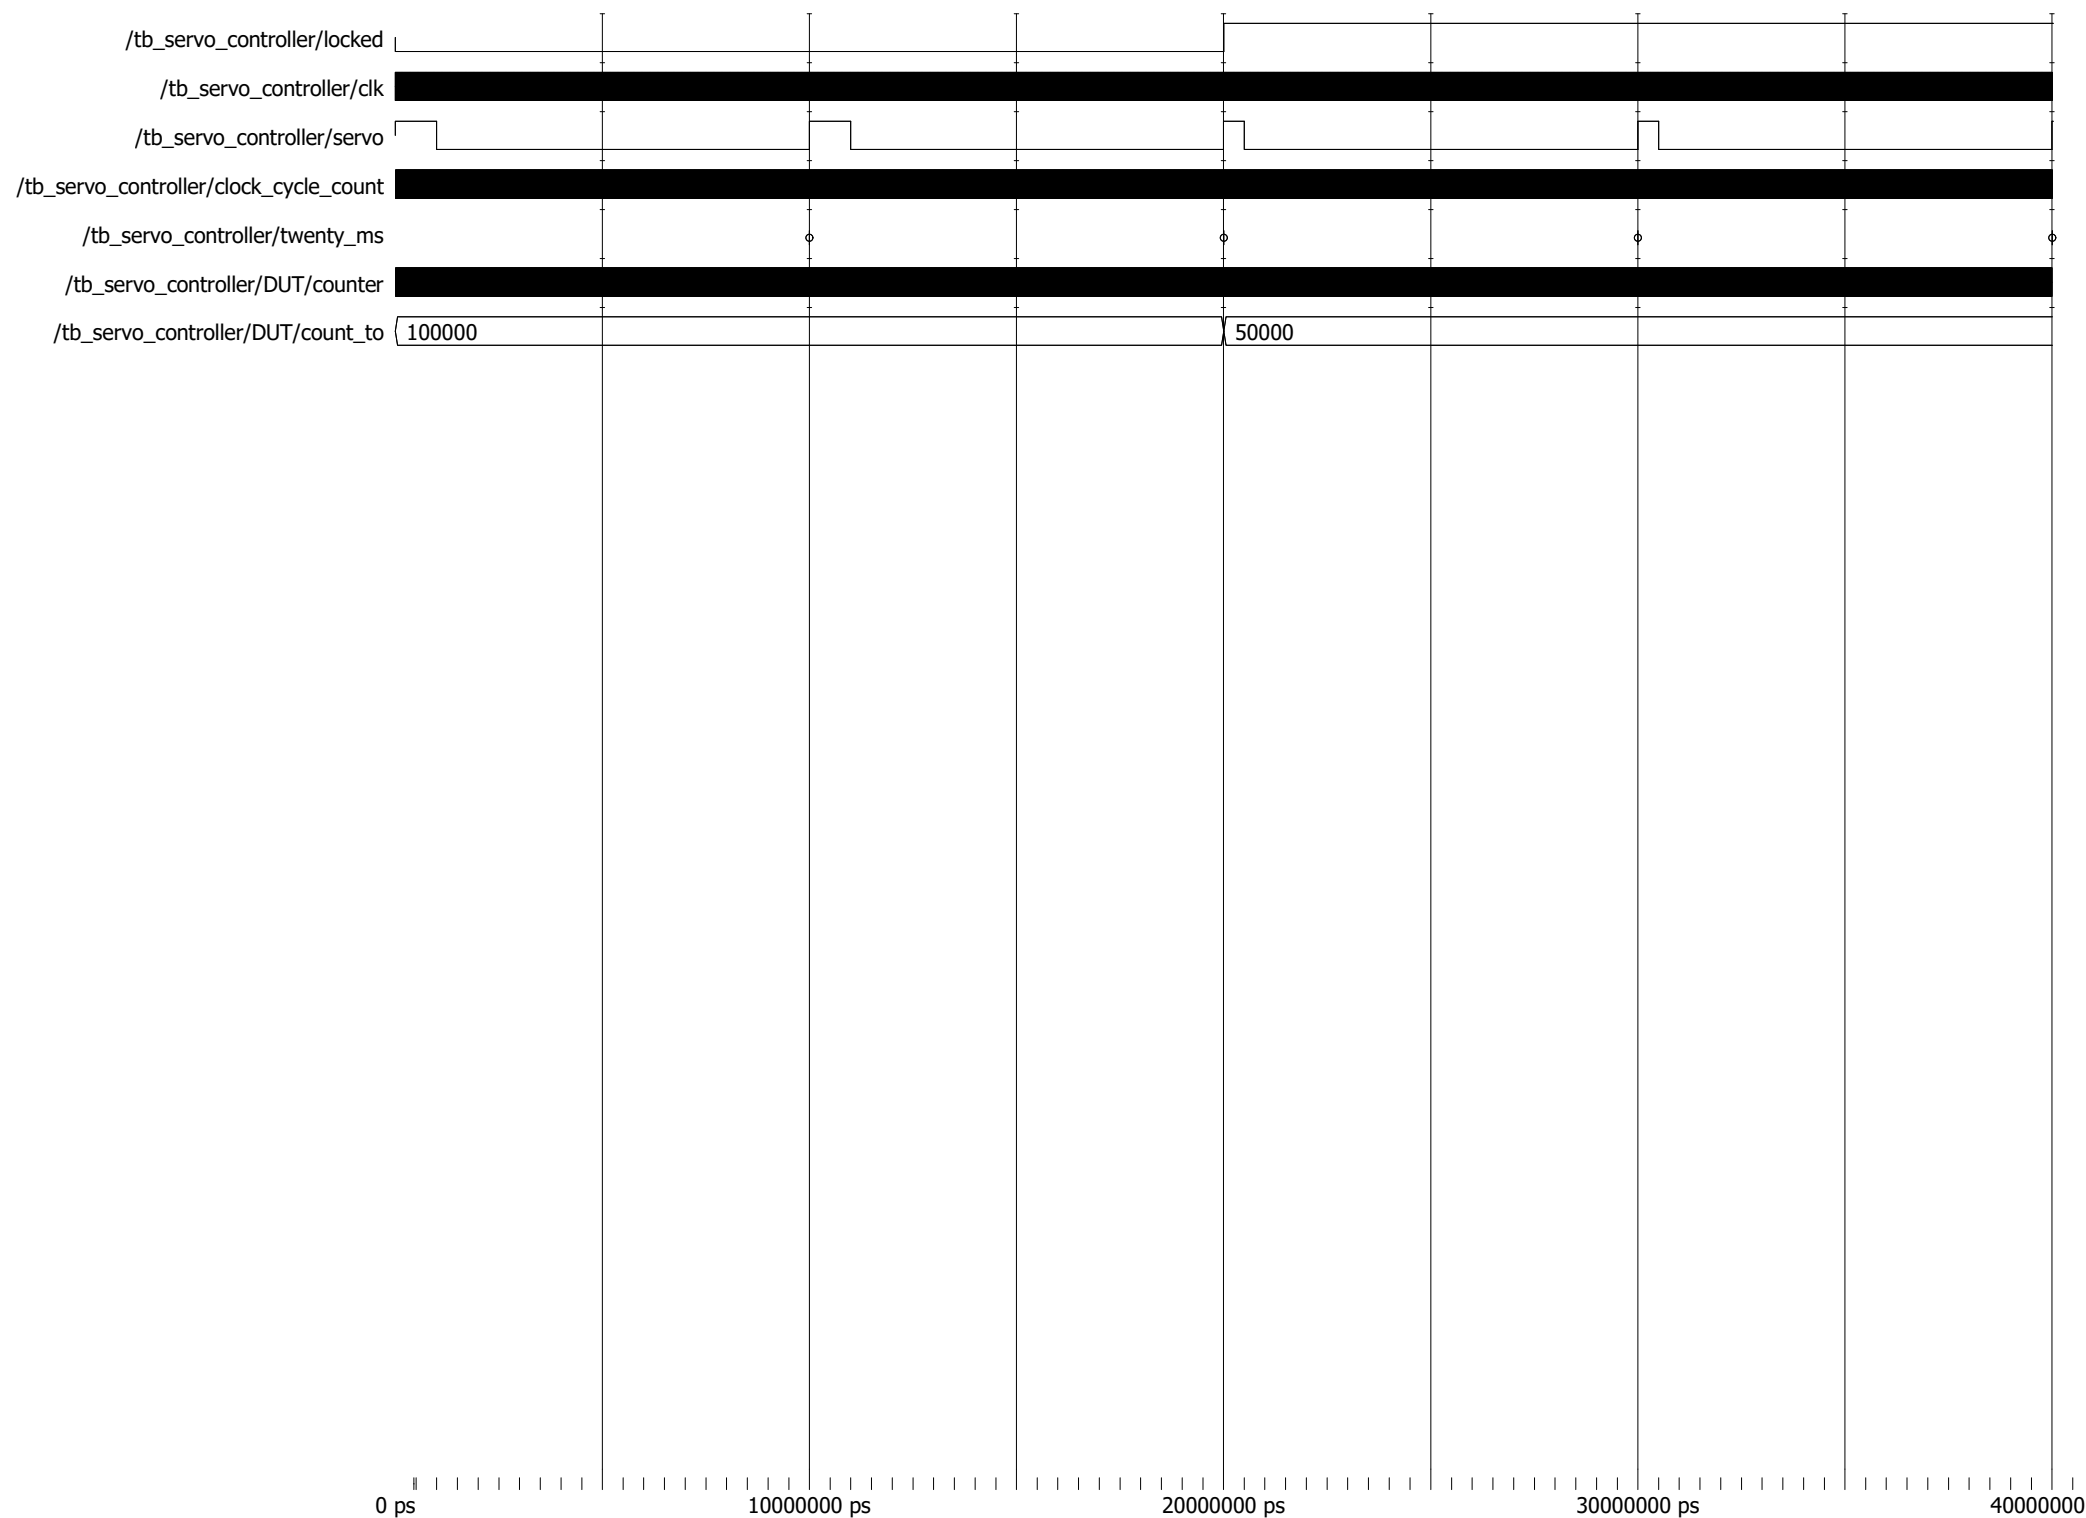 /tb_servo_controller/locked
/tb_servo_controller/clk
/tb_servo_controller/servo
/tb_servo_controller/clock_cycle_count
/tb_servo_controller/twenty_ms
/tb_servo_controller/DUT/counter
/tb_servo_controller/DUT/count_to 100000 50000
0 ps 10000000 ps 20000000 ps 30000000 ps 40000000